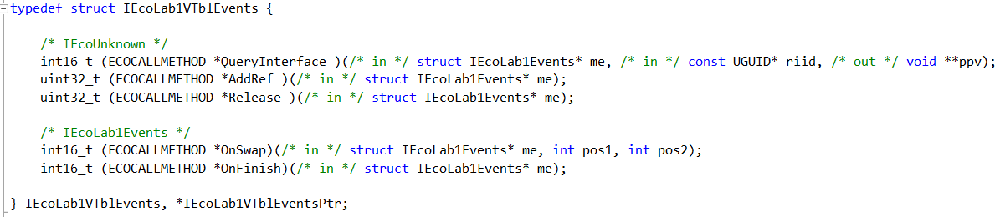 typedef struct IEcoLab1VTblEvents {
/* IEcoUnknown */
int16_t (ECOCALLMETHOD *QueryInterface )(/* in */ struct IEcoLab1Events* me, /* in */ const UGUID* riid, /* out */ void **ppv);
uint32_t (ECOCALLMETHOD *AddRef )(/* in */ struct IEcoLab1Events* me);
uint32_t (ECOCALLMETHOD *Release )(/* in */ struct IEcoLab1Events* me);
/* IEcoLab1Events */
int16_t (ECOCALLMETHOD *OnSwap)(/* in */ struct IEcoLab1Events* me, int pos1, int pos2);
int16_t (ECOCALLMETHOD *OnFinish)(/* in */ struct IEcoLab1Events* me);
} IEcoLab1VTblEvents, *IEcoLab1VTblEventsPtr;